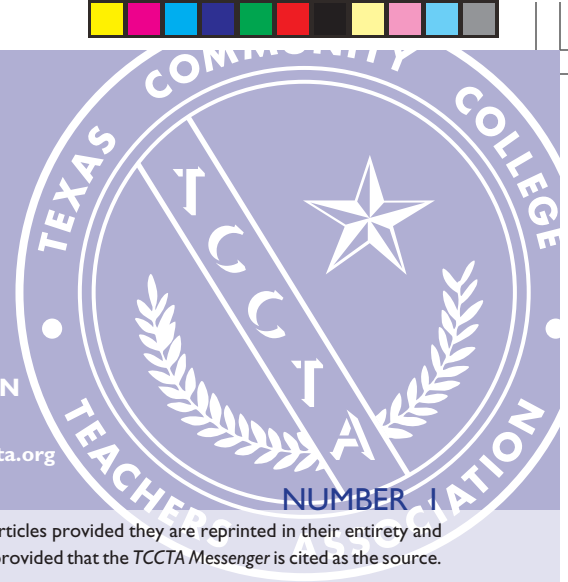 TEXAS COMMUNITY COLLEGE
TCCTA
TEACHERS ASSOCIATION
N
ta.org
NUMBER 1
rticles provided they are reprinted in their entirety and
provided that the TCCTA Messenger is cited as the source.